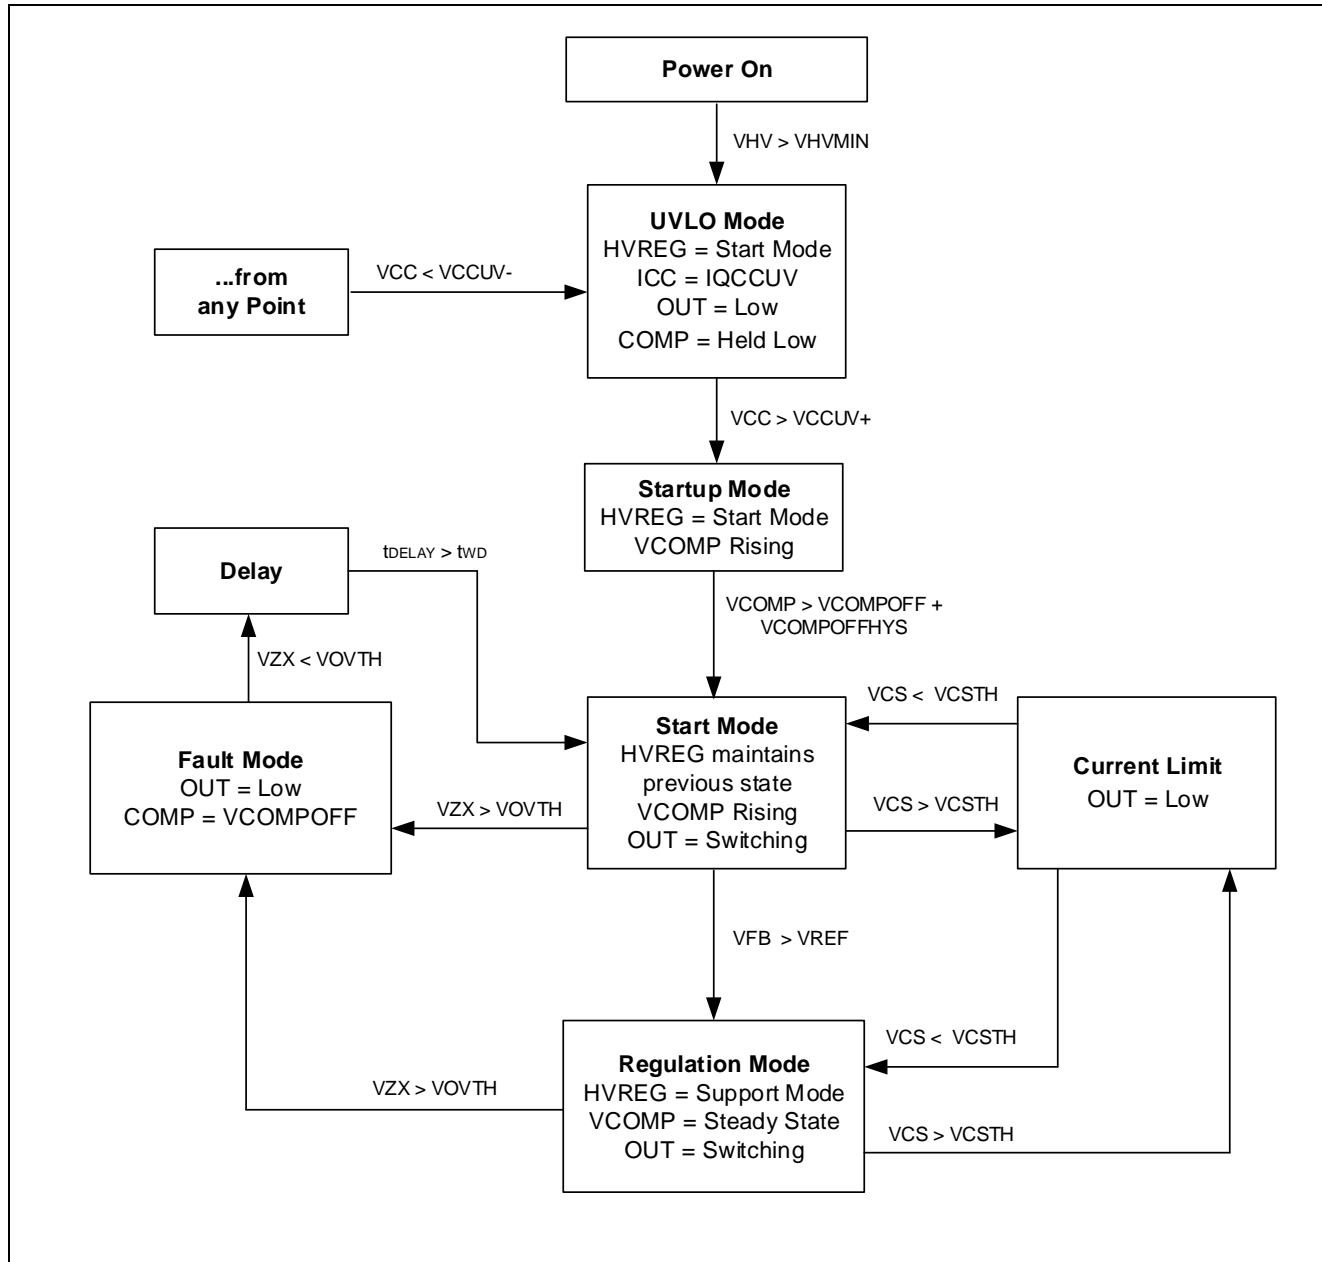 Power On
VHV > VHVMIN
UVLO Mode
HVREG = Start Mode
ICC = IQCCUV
OUT = Low
COMP = Held Low
...from
any Point
VCC < VCCUV-
VCC > VCCUV+
Startup Mode
HVREG = Start Mode
VCOMP Rising
Delay
tDELAY > tWD
VCOMP > VCOMPOFF +
VCOMPOFFHYS
VZX < VOVTH
Fault Mode
OUT = Low
COMP = VCOMPOFF
VZX > VOVTH
Start Mode
HVREG maintains
previous state
VCOMP Rising
OUT = Switching
VCS < VCSTH
VCS > VCSTH
Current Limit
OUT = Low
VFB > VREF
VCS < VCSTH
Regulation Mode
HVREG = Support Mode
VCOMP = Steady State
OUT = Switching
VZX > VOVTH
VCS > VCSTH